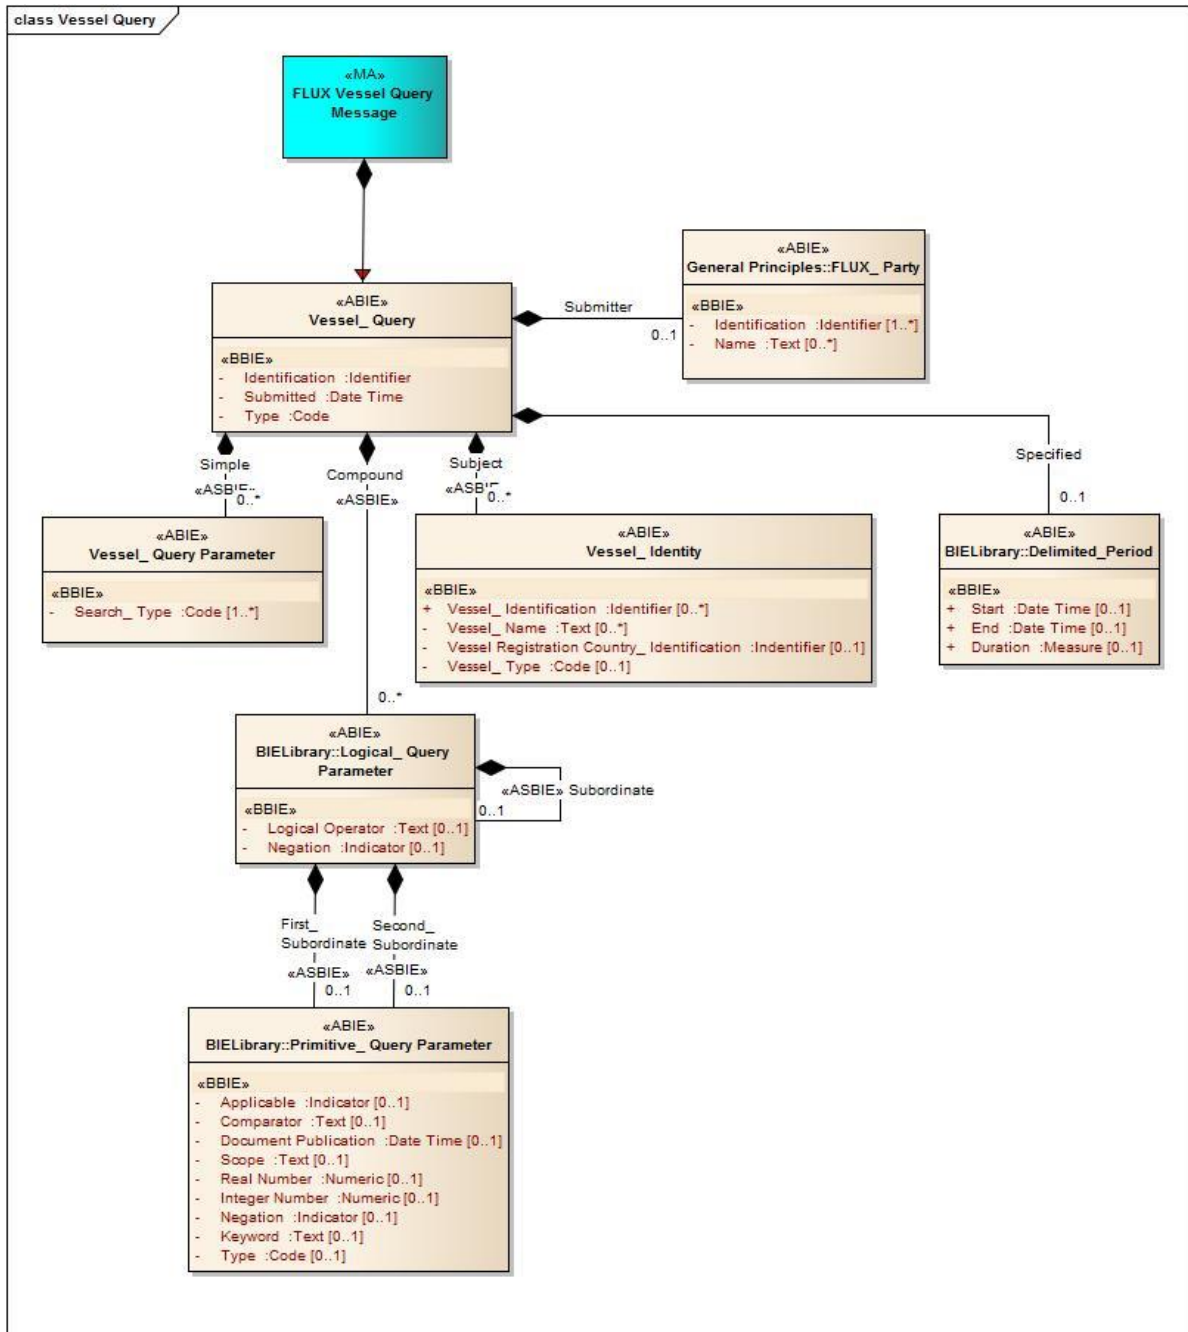 class Vessel Query
«MA»
FLUX Vessel Query
Message
«ABIE»
General Principles::FLUX_ Party
«BBIE»
- Identification :Identifier [1..*]
- Name :Text [0..*]
Submitter
0..1
«ABIE»
Vessel_ Query
«BBIE»
- Identification :Identifier
- Submitted :Date Time
- Type :Code
Simple
«ASBIE»
0..*
Compound
«ASBIE»
Subject
«ASBIE»
0..*
Specified
0..1
«ABIE»
Vessel_ Query Parameter
«BBIE»
- Search_ Type :Code [1..*]
«ABIE»
Vessel_ Identity
«BBIE»
+ Vessel_ Identification :Identifier [0..*]
- Vessel_ Name :Text [0..*]
- Vessel Registration Country_ Identification :Indentifier [0..1]
- Vessel_ Type :Code [0..1]
«ABIE»
BIELibrary::Delimited_Period
«BBIE»
+ Start :Date Time [0..1]
+ End :Date Time [0..1]
+ Duration :Measure [0..1]
0..*
«ABIE»
BIELibrary::Logical_ Query
Parameter
«BBIE»
- Logical Operator :Text [0..1]
- Negation :Indicator [0..1]
«ASBIE» Subordinate
0..1
First_
Subordinate
«ASBIE»
0..1
Second_
Subordinate
«ASBIE»
0..1
«ABIE»
BIELibrary::Primitive_ Query Parameter
«BBIE»
- Applicable :Indicator [0..1]
- Comparator :Text [0..1]
- Document Publication :Date Time [0..1]
- Scope :Text [0..1]
- Real Number :Numeric [0..1]
- Integer Number :Numeric [0..1]
- Negation :Indicator [0..1]
- Keyword :Text [0..1]
- Type :Code [0..1]